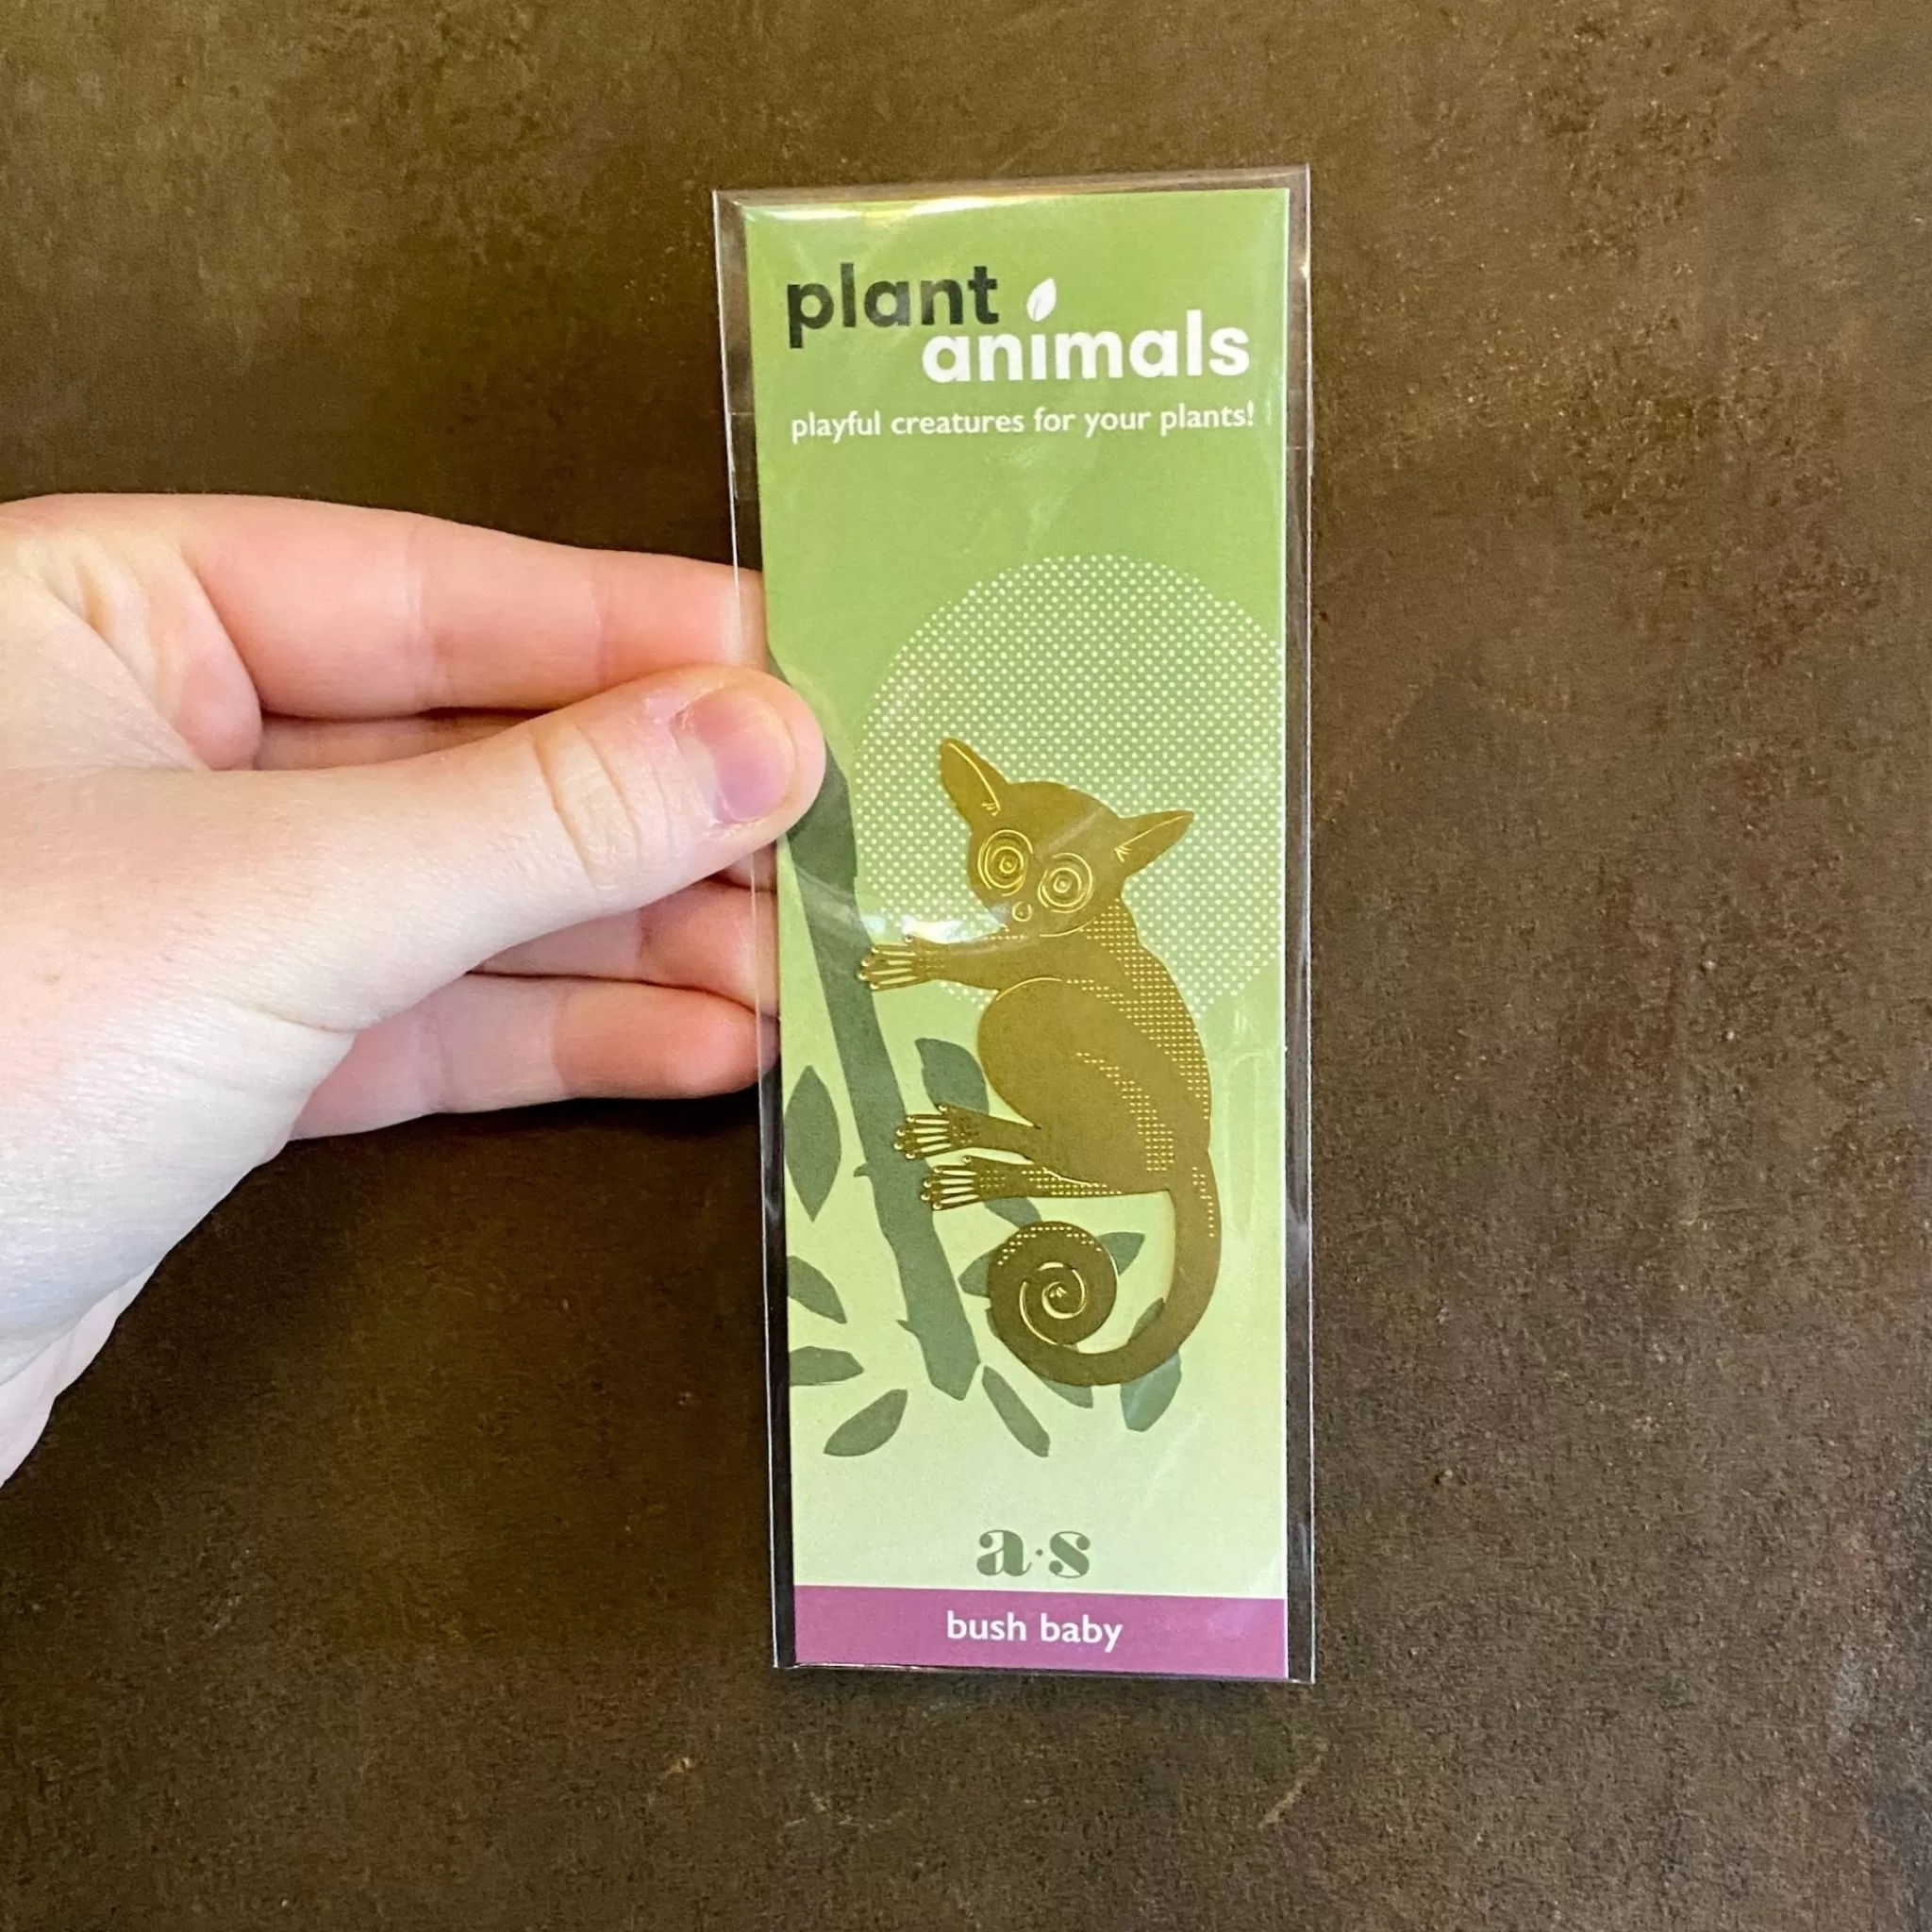 plant
animals
playful creatures for your plants!
a·s
bush baby